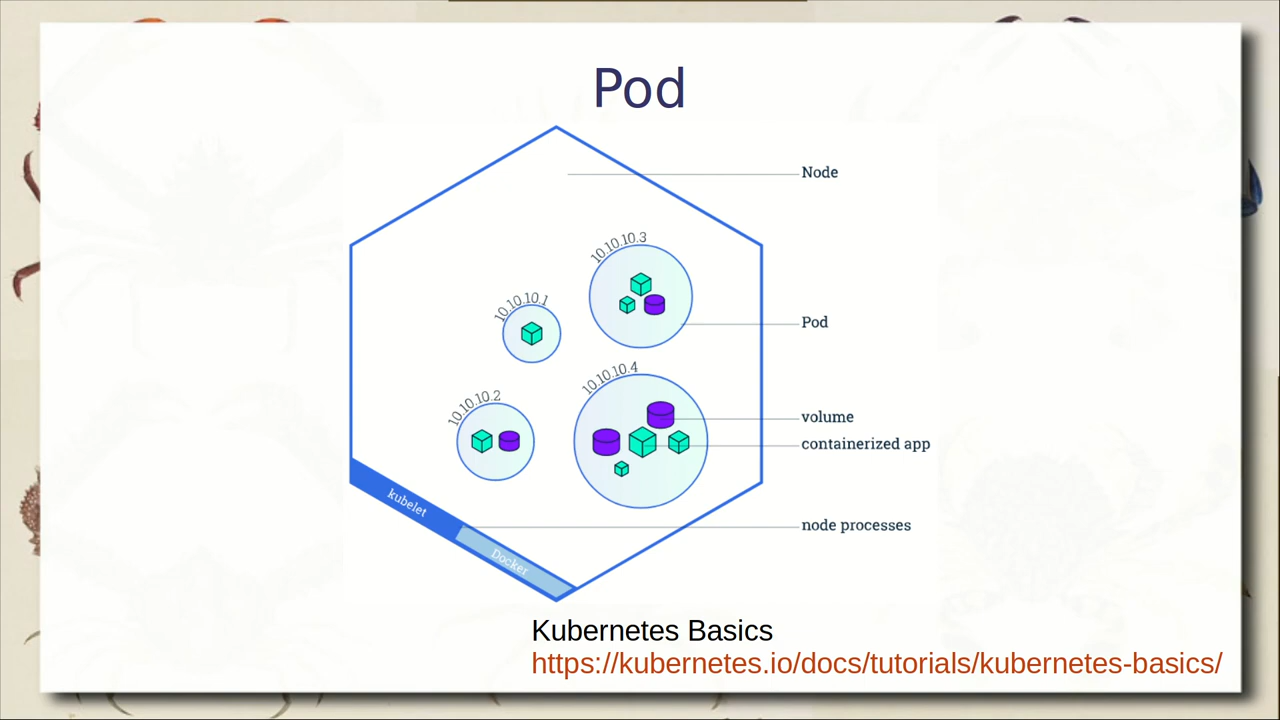 Pod
Node
10.10.10.3
10.10.10.1
Pod
10.10.10.4
10.10.10.2
volume
containerized app
kubelet
node processes
Docker
Kubernetes Basics
https://kubernetes.io/docs/tutorials/kubernetes-basics/